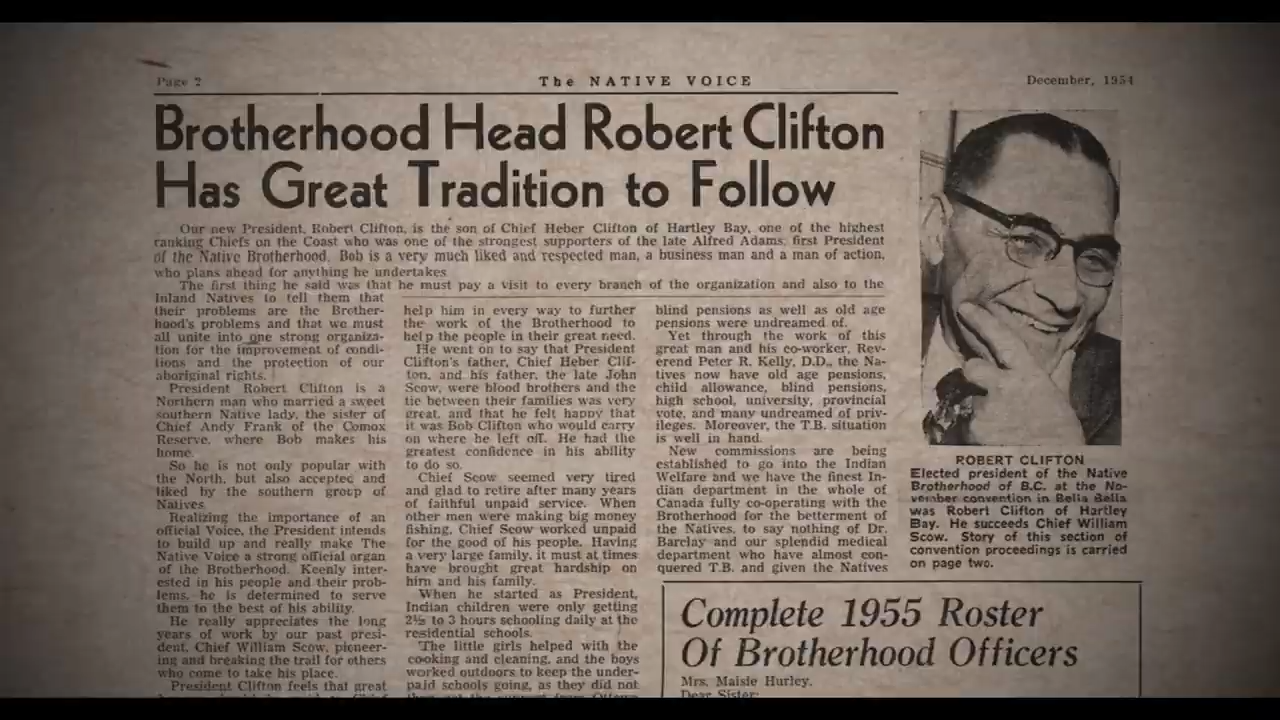 Page 2
The NATIVE VOICE
December, 1954
Brotherhood Head Robert Clifton
Has Great Tradition to Follow
Our new President, Robert Clifton, is the son of Chief Heber Clifton of Hartley Bay, one of the highest
ranking Chiefs on the Coast who was one of the strongest supporters of the late Alfred Adams, first President
of the Native Brotherhood. Bob is a very much liked and respected man, a business man and a man of action,
who plans ahead for anything he undertakes.
The first thing he said was that he must pay a visit to every branch of the organization and also to the
Inland Natives to tell them that
their problems are the Brother-
hood's problems and that we must
all unite into one strong organiza-
tion for the improvement of condi-
tions and the protection of our
aboriginal rights.
President Robert Clifton is a
Northern man who married a sweet
southern Native lady, the sister of
Chief Andy Frank of the Comox
Reserve, where Bob makes his
home.
So he is not only popular with
the North, but also accepted and
liked by the southern group of
Natives.
Realizing the importance of an
official Voice, the President intends
to build up and really make The
Native Voice a strong official organ
of the Brotherhood. Keenly inter-
ested in his people and their prob-
lems, he is determined to serve
them to the best of his ability.
He really appreciates the long
years of work by our past presi-
dent, Chief William Scow, pioneer-
ing and breaking the trail for others
who come to take his place.
President Clifton feels that great
help him in every way to further
the work of the Brotherhood to
help the people in their great need.
He went on to say that President
Clifton's father, Chief Heber Clif-
ton, and his father, the late John
Scow, were blood brothers and the
tie between their families was very
great, and that he felt happy that
it was Bob Clifton who would carry
on where he left off. He had the
greatest confidence in his ability
to do so.
Chief Scow seemed very tired
and glad to retire after many years
of faithful unpaid service. When
other men were making big money
fishing, Chief Scow worked unpaid
for the good of his people. Having
a very large family, it must at times
have brought great hardship on
him and his family.
When he started as President,
Indian children were only getting
2½ to 3 hours schooling daily at the
residential schools.
The little girls helped with the
cooking and cleaning, and the boys
worked outdoors to keep the under-
paid schools going, as they did not
blind pensions as well as old age
pensions were undreamed of.
Yet through the work of this
great man and his co-worker, Rev-
erend Peter R. Kelly, D.D., the Na-
tives now have old age pensions,
child allowance, blind pensions,
high school, university, provincial
vote, and many undreamed of priv-
ileges. Moreover, the T.B. situation
is well in hand.
New commissions are being
established to go into the Indian
Welfare and we have the finest In-
dian department in the whole of
Canada fully co-operating with the
Brotherhood for the betterment of
the Natives, to say nothing of Dr.
Barclay and our splendid medical
department who have almost con-
quered T.B. and given the Natives
ROBERT CLIFTON
Elected president of the Native
Brotherhood of B.C. at the No-
vember convention in Bella Bella
was Robert Clifton of Hartley
Bay. He succeeds Chief William
Scow. Story of this section of
convention proceedings is carried
on page two.
Complete 1955 Roster
Of Brotherhood Officers
Mrs. Maisie Hurley.
Dear Sister: